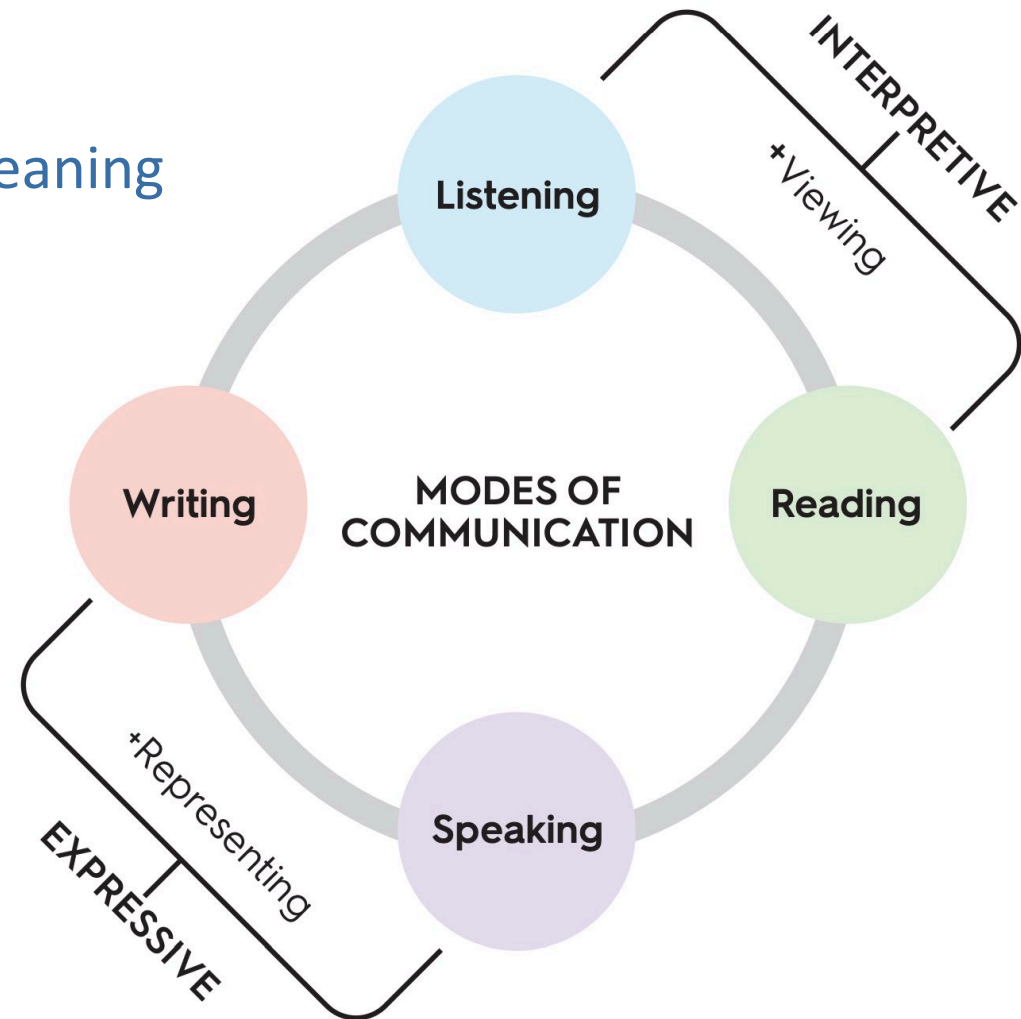 eaning
INTERPRETIVE
+Viewing
Listening
Writing
MODES OF
COMMUNICATION
Reading
+Representing
EXPRESSIVE
Speaking